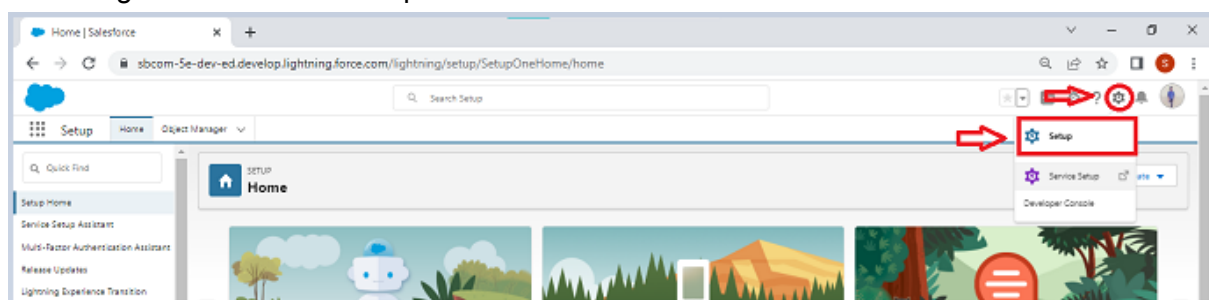 Home | Salesforce
sbcom-5e-dev-ed.develop.lightning.force.com/lightning/setup/SetupOneHome/home
S
Search Setup
?
Setup Home Object Manager
Setup
Quick Find
SETUP
Home
Service Setup
Setup Home
Developer Console
Service Setup Assistant
Multi-Factor Authentication Assistant
Release Updates
Lightning Experience Transition